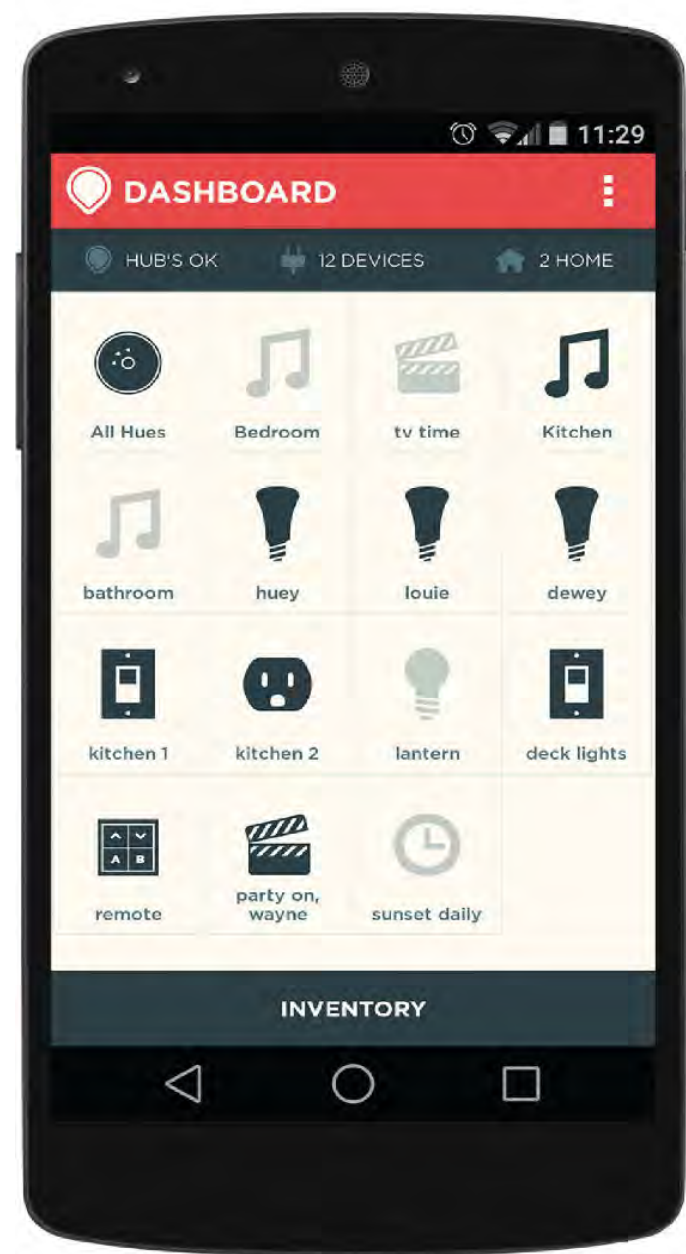 11:29
DASHBOARD
HUB'S OK 12 DEVICES 2 HOME
All Hues Bedroom tv time Kitchen
bathroom huey louie dewey
kitchen 1 kitchen 2 lantern deck lights
A B
remote party on, sunset daily
wayne
INVENTORY